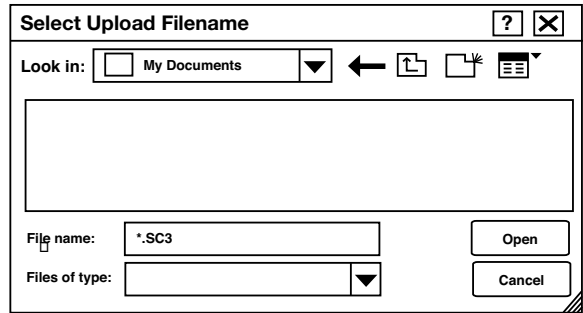 Select Upload Filename ?
Look in: My Documents
File name: *.SC3 Open
Files of type: Cancel